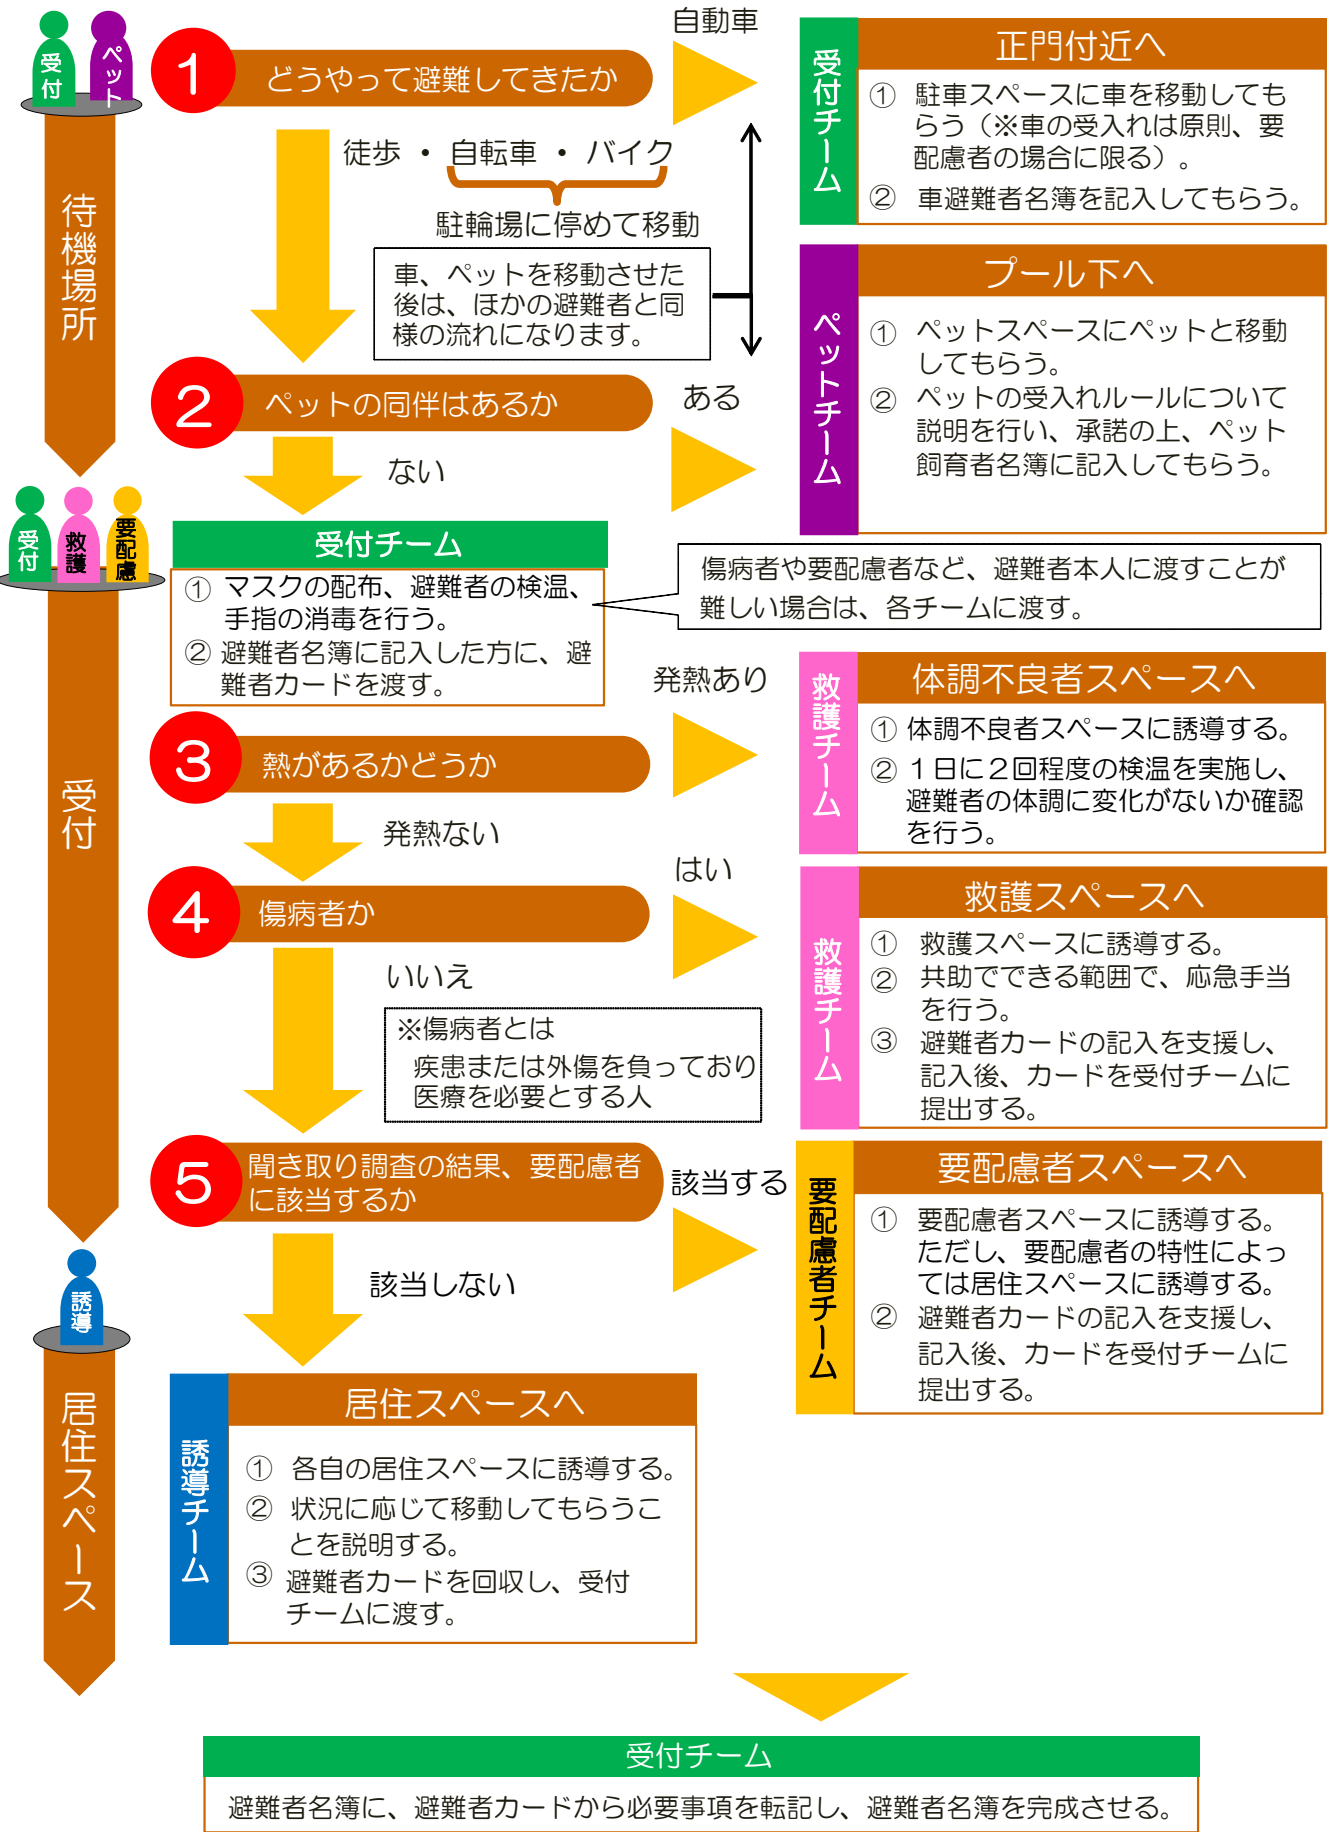 受付
ペット
待機場所
1
どうやって避難してきたか
自動車
徒歩 ・ 自転車 ・ バイク
駐輪場に停めて移動
車、ペットを移動させた
後は、ほかの避難者と同
様の流れになります。
受付チーム
正門付近へ
① 駐車スペースに車を移動しても
らう（※車の受入れは原則、要
配慮者の場合に限る）。
② 車避難者名簿を記入してもらう。
2
ペットの同伴はあるか
ある
ない
ペットチーム
プール下へ
① ペットスペースにペットと移動
してもらう。
② ペットの受入れルールについて
説明を行い、承諾の上、ペット
飼育者名簿に記入してもらう。
受付
救護
要配慮
受付
受付チーム
① マスクの配布、避難者の検温、
手指の消毒を行う。
② 避難者名簿に記入した方に、避
難者カードを渡す。
傷病者や要配慮者など、避難者本人に渡すことが
難しい場合は、各チームに渡す。
3
熱があるかどうか
発熱あり
発熱ない
救護チーム
体調不良者スペースへ
① 体調不良者スペースに誘導する。
② １日に２回程度の検温を実施し、
避難者の体調に変化がないか確認
を行う。
4
傷病者か
はい
いいえ
※傷病者とは
疾患または外傷を負っており
医療を必要とする人
救護チーム
救護スペースへ
① 救護スペースに誘導する。
② 共助でできる範囲で、応急手当
を行う。
③ 避難者カードの記入を支援し、
記入後、カードを受付チームに
提出する。
5
聞き取り調査の結果、要配慮者
に該当するか
該当する
該当しない
要配慮者チーム
要配慮者スペースへ
① 要配慮者スペースに誘導する。
ただし、要配慮者の特性によっ
ては居住スペースに誘導する。
② 避難者カードの記入を支援し、
記入後、カードを受付チームに
提出する。
誘導
居住スペース
誘導チーム
居住スペースへ
① 各自の居住スペースに誘導する。
② 状況に応じて移動してもらうこ
とを説明する。
③ 避難者カードを回収し、受付
チームに渡す。
受付チーム
避難者名簿に、避難者カードから必要事項を転記し、避難者名簿を完成させる。